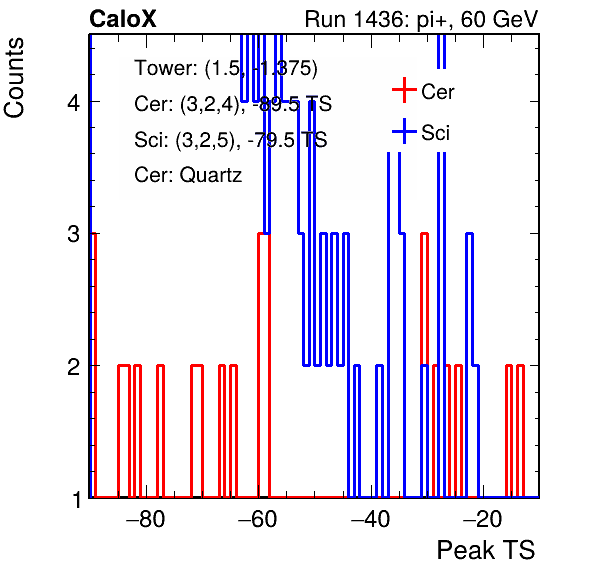 CaloX
Run 1436: pi+, 60 GeV
Counts
Tower: (1.5, -1.375)
Cer: (3,2,4), -89.5 TS
Sci: (3,2,5), -79.5 TS
Cer: Quartz
Cer
Sci
4
3
2
1
−80
−60
−40
−20
Peak TS